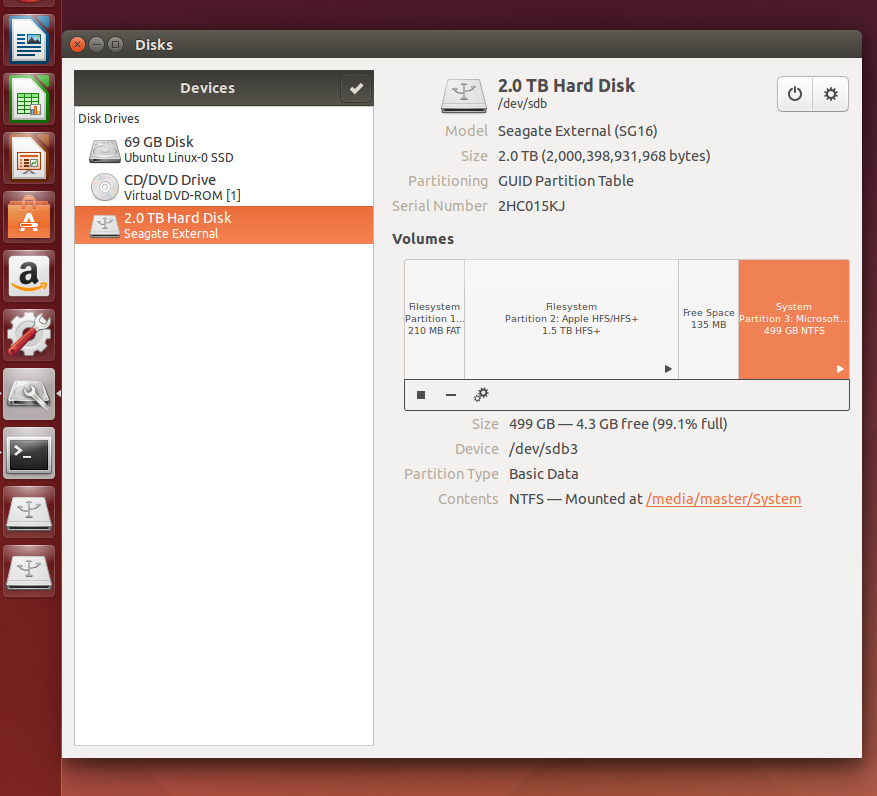 Disks
Devices
Disk Drives
69 GB Disk
Ubuntu Linux-0 SSD
CD/DVD Drive
Virtual DVD-ROM [1]
2.0 TB Hard Disk
Seagate External
2.0 TB Hard Disk
/dev/sdb
Model Seagate External (SG16)
Size 2.0 TB (2,000,398,931,968 bytes)
Partitioning GUID Partition Table
Serial Number 2HC015KJ
Volumes
Filesystem
Partition 1...
210 MB FAT
Filesystem
Partition 2: Apple HFS/HFS+
1.5 TB HFS+
Free Space
135 MB
System
Partition 3: Microsoft...
499 GB NTFS
Size 499 GB — 4.3 GB free (99.1% full)
Device /dev/sdb3
Partition Type Basic Data
Contents NTFS — Mounted at /media/master/System